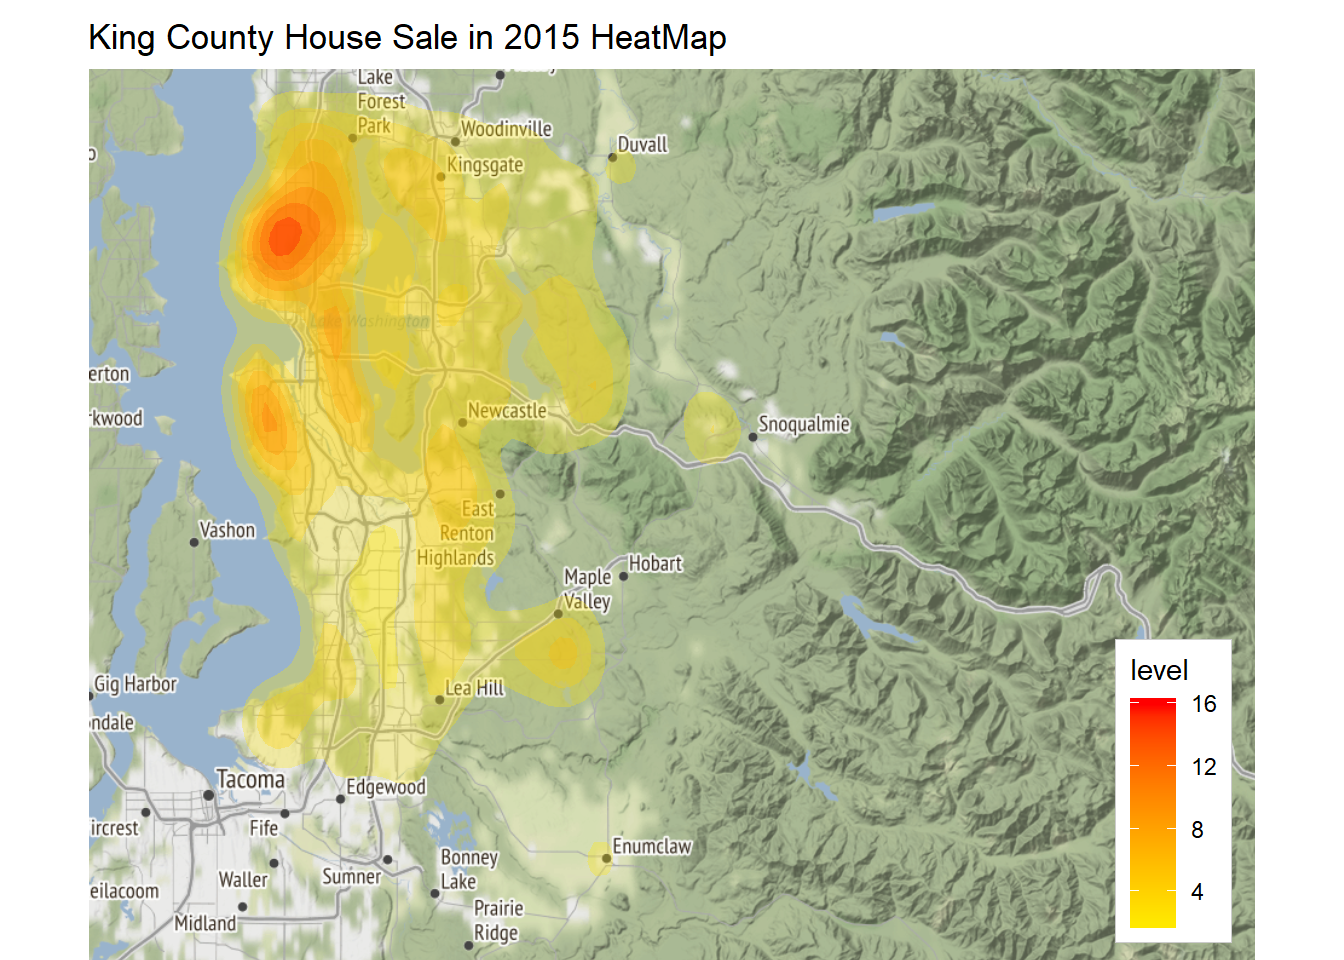 King County House Sale in 2015 HeatMap
Lake
Forest
Park
Woodinville
Kingsgate
Duvall
Lake Washington
erton
rkwood
Newcastle
Snoqualmie
East
Renton
Highlands
Vashon
Hobart
Maple
Valley
Gig Harbor
ndale
Lea Hill
level
16
12
8
4
Tacoma
Edgewood
Fife
ircrest
Waller
Sumner
Bonney
Lake
Enumclaw
eilacoom
Midland
Prairie
Ridge